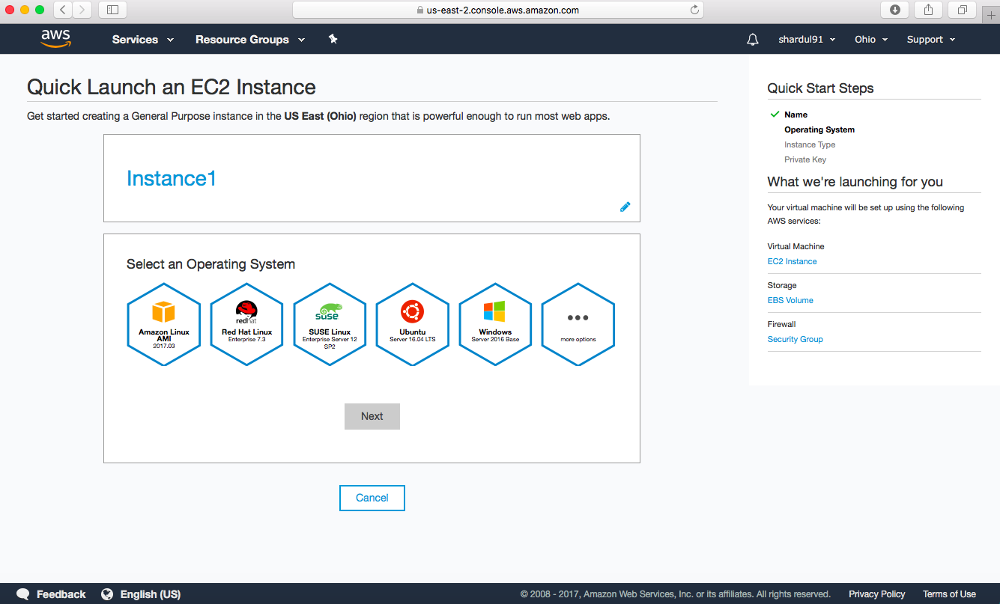 us-east-2.console.aws.amazon.com
aws
Services
Resource Groups
shardul91
Ohio
Support
Quick Launch an EC2 Instance
Get started creating a General Purpose instance in the US East (Ohio) region that is powerful enough to run most web apps.
Instance1
Select an Operating System
Amazon Linux
AMI
2017.03
redhat
Red Hat Linux
Enterprise 7.3
SUSE
SUSE Linux
Enterprise Server 12
SP2
Ubuntu
Server 16.04 LTS
Windows
Server 2016 Base
more options
Next
Cancel
Quick Start Steps
Name
Operating System
Instance Type
Private Key
What we're launching for you
Your virtual machine will be set up using the following
AWS services:
Virtual Machine
EC2 Instance
Storage
EBS Volume
Firewall
Security Group
Feedback
English (US)
© 2008 - 2017, Amazon Web Services, Inc. or its affiliates. All rights reserved.
Privacy Policy
Terms of Use